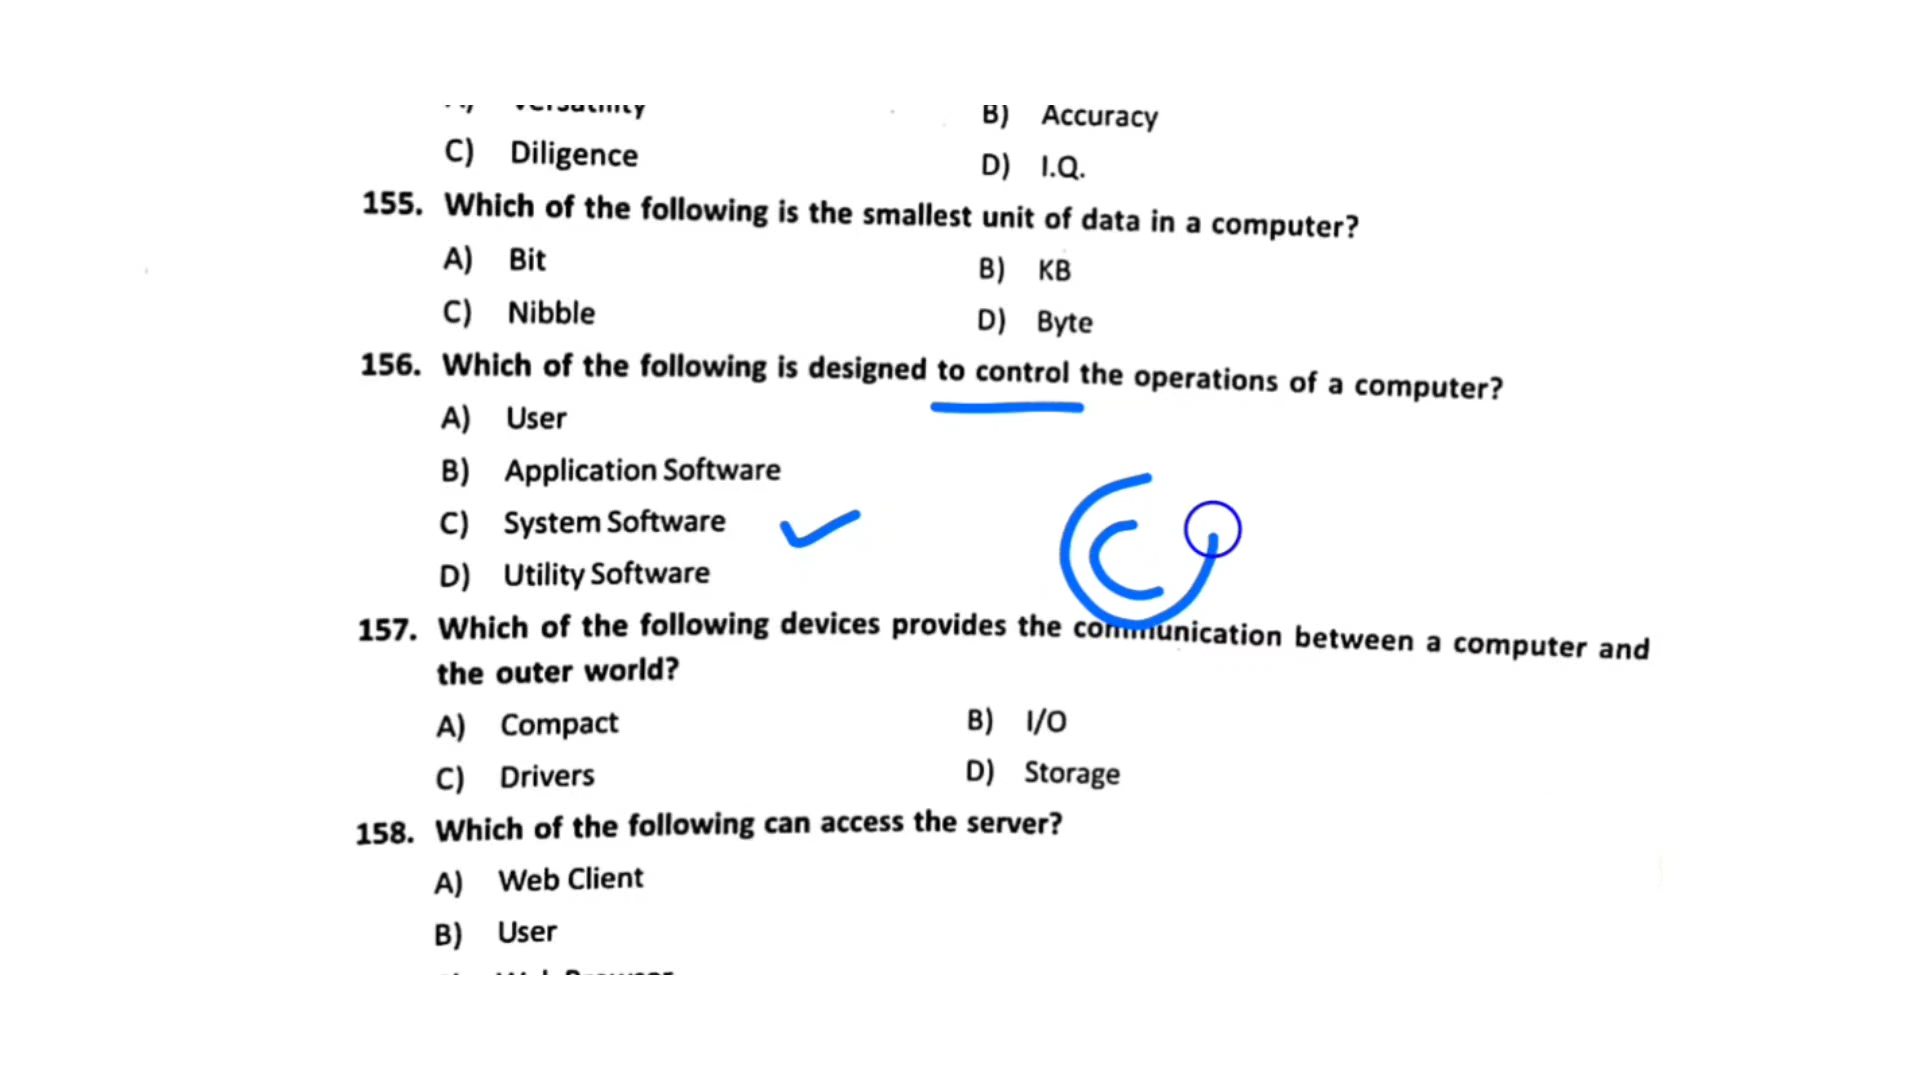 A) Versatility B) Accuracy
C) Diligence D) I.Q.
155. Which of the following is the smallest unit of data in a computer?
A) Bit B) KB
C) Nibble D) Byte
156. Which of the following is designed to control the operations of a computer?
A) User
B) Application Software
C) System Software
D) Utility Software
C
157. Which of the following devices provides the communication between a computer and
the outer world?
A) Compact B) I/O
C) Drivers D) Storage
158. Which of the following can access the server?
A) Web Client
B) User
Web Browser